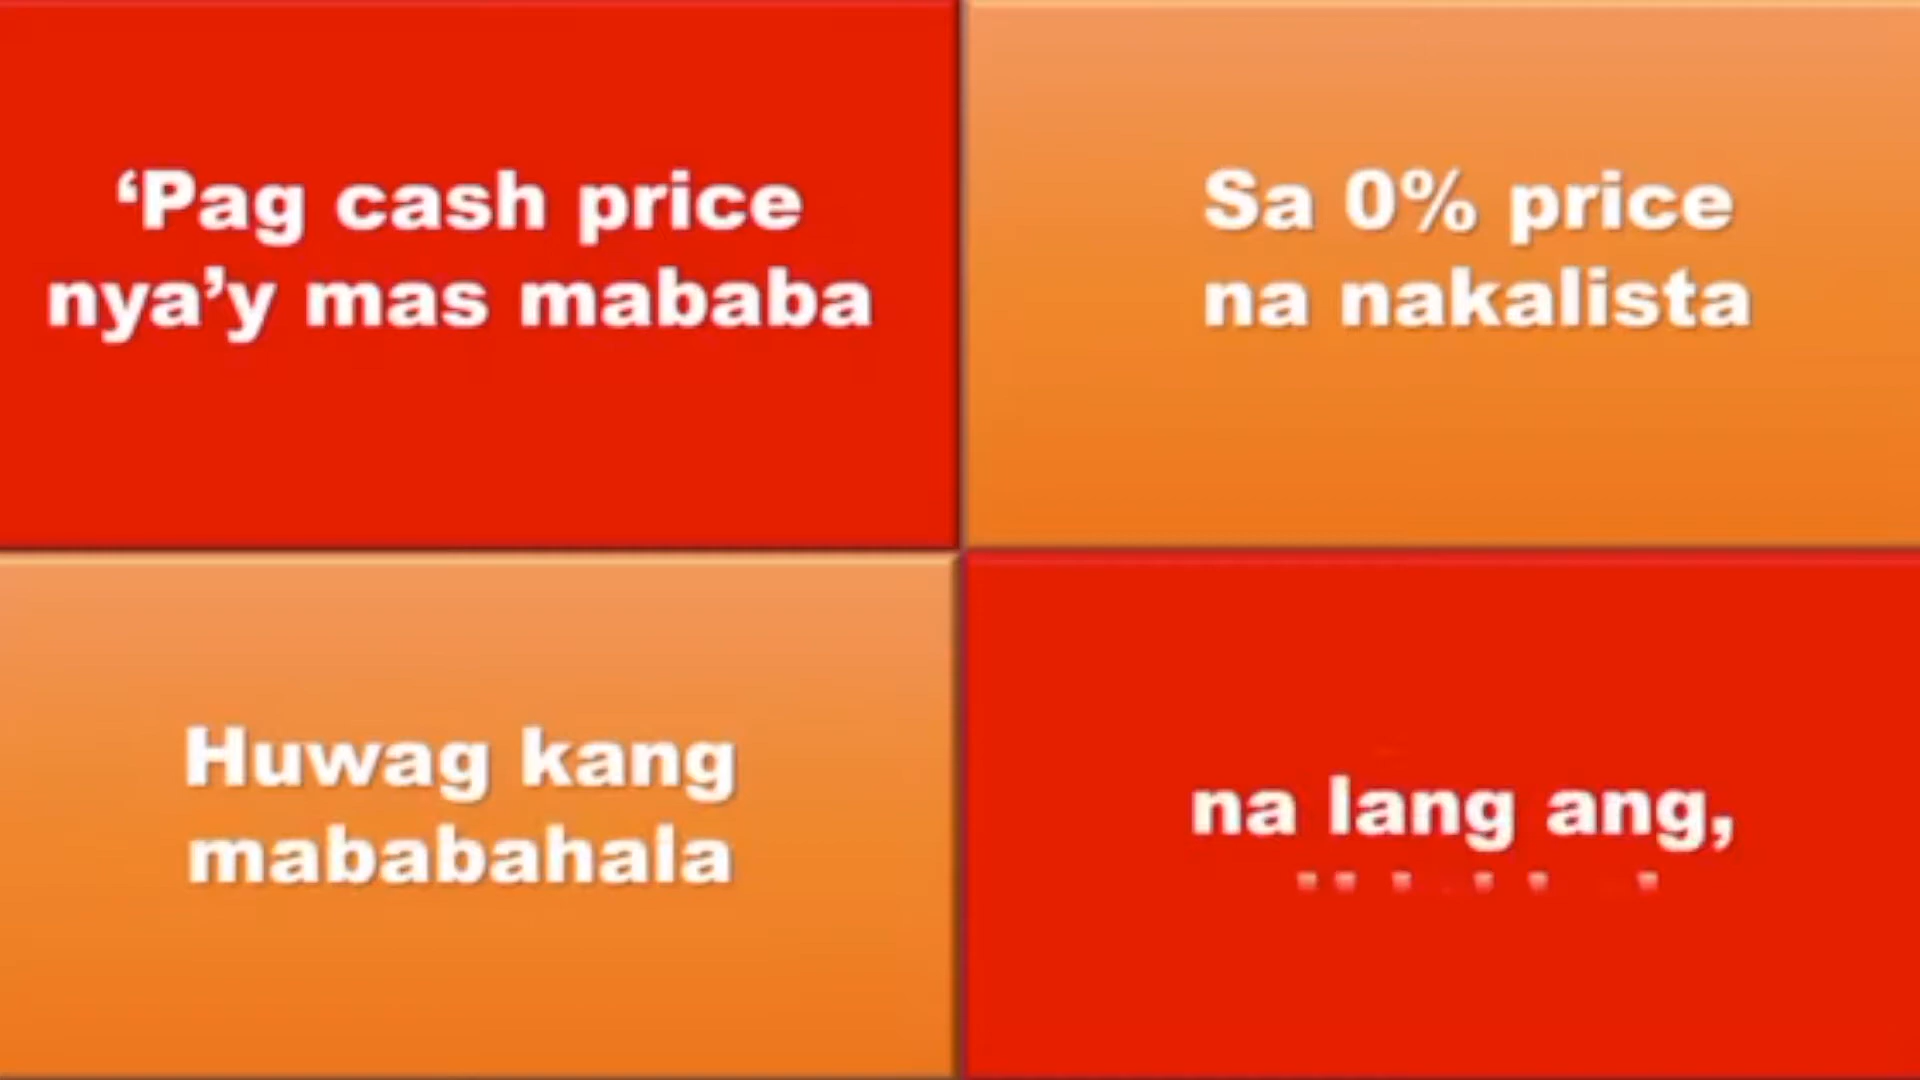 ‘Pag cash price
nya’y mas mababa
Sa 0% price
na nakalista
Huwag kang
mababahala
na lang ang,